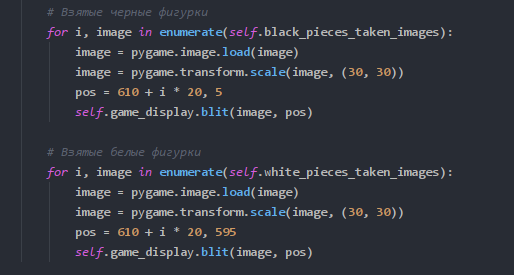 # Взятые черные фигурки
for i, image in enumerate(self.black_pieces_taken_images):
image = pygame.image.load(image)
image = pygame.transform.scale(image, (30, 30))
pos = 610 + i * 20, 5
self.game_display.blit(image, pos)
# Взятые белые фигурки
for i, image in enumerate(self.white_pieces_taken_images):
image = pygame.image.load(image)
image = pygame.transform.scale(image, (30, 30))
pos = 610 + i * 20, 595
self.game_display.blit(image, pos)